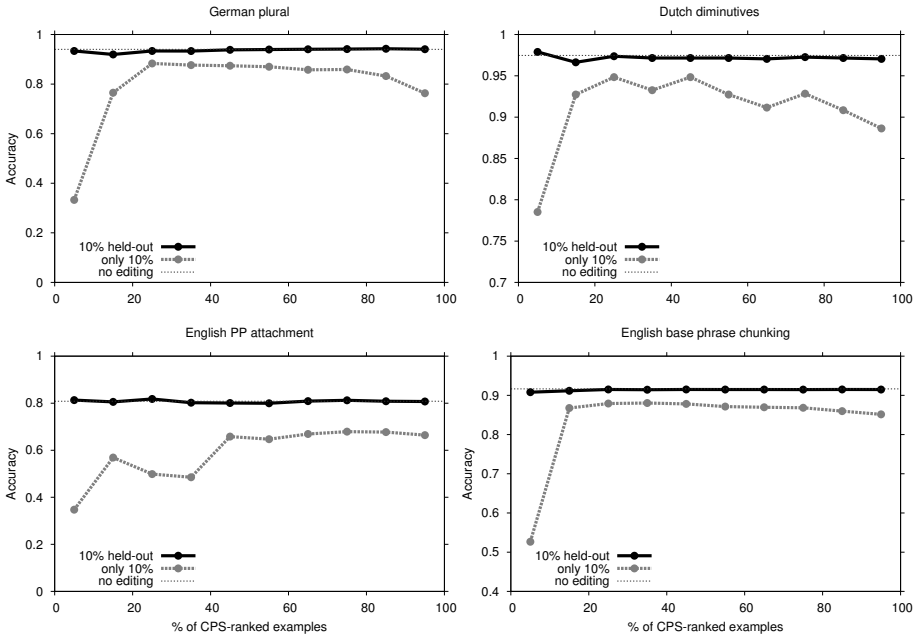 German plural
1
0.8
0.6
0.4
0.2
0
Accuracy
10% held-out
only 10%
no editing
0 20 40 60 80 100
Dutch diminutives
1
0.95
0.9
0.85
0.8
0.75
0.7
Accuracy
10% held-out
only 10%
no editing
0 20 40 60 80 100
English PP attachment
1
0.8
0.6
0.4
0.2
0
Accuracy
10% held-out
only 10%
no editing
0 20 40 60 80 100
% of CPS-ranked examples
English base phrase chunking
1
0.9
0.8
0.7
0.6
0.5
0.4
Accuracy
10% held-out
only 10%
no editing
0 20 40 60 80 100
% of CPS-ranked examples